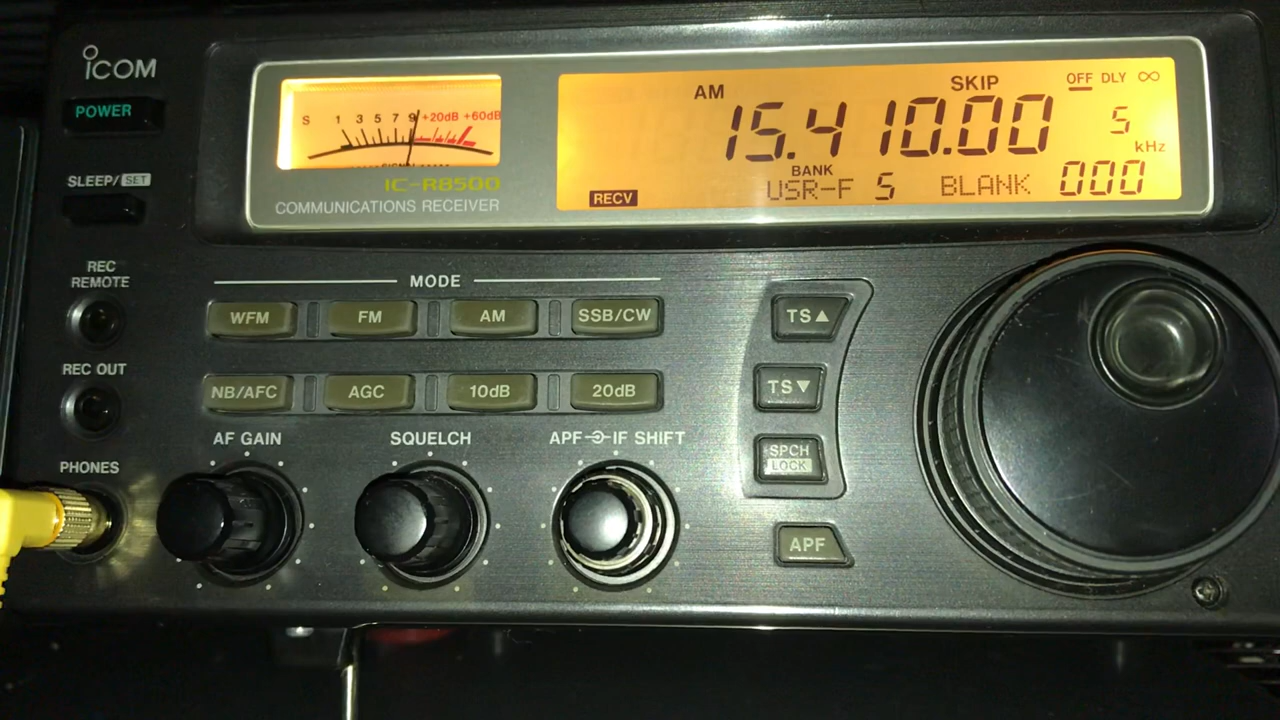 ICOM
POWER
SLEEP/SET
REC
REMOTE
REC OUT
PHONES
S 1 3 5 7 9 +20dB +60dB
IC-R8500
COMMUNICATIONS RECEIVER
AM SKIP OFF DLY ∞
15.410.00 5
kHz
BANK
RECV USR-F 5 BLANK 000
MODE
WFM FM AM SSB/CW
NB/AFC AGC 10dB 20dB
AF GAIN SQUELCH APF IF SHIFT
TS▲
TS▼
SPCH
LOCK
APF